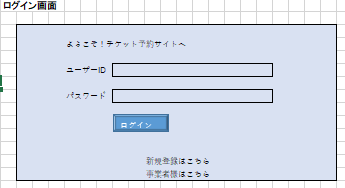 ログイン画面
ようこそ！チケット予約サイトへ
ユーザーID
パスワード
ログイン
新規登録はこちら
事業者様はこちら